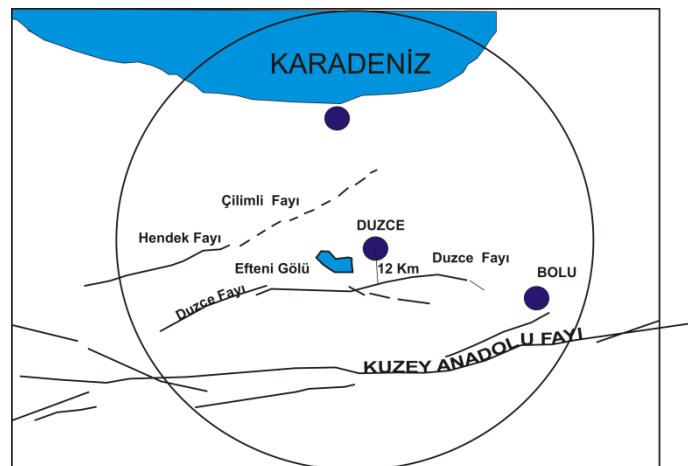 KARADENİZ
Çilimli Fayı
Hendek Fayı
DUZCE
Efteni Gölü
12 Km
Duzce Fayı
Duzce Fayı
BOLU
KUZEY ANADOLU FAYI